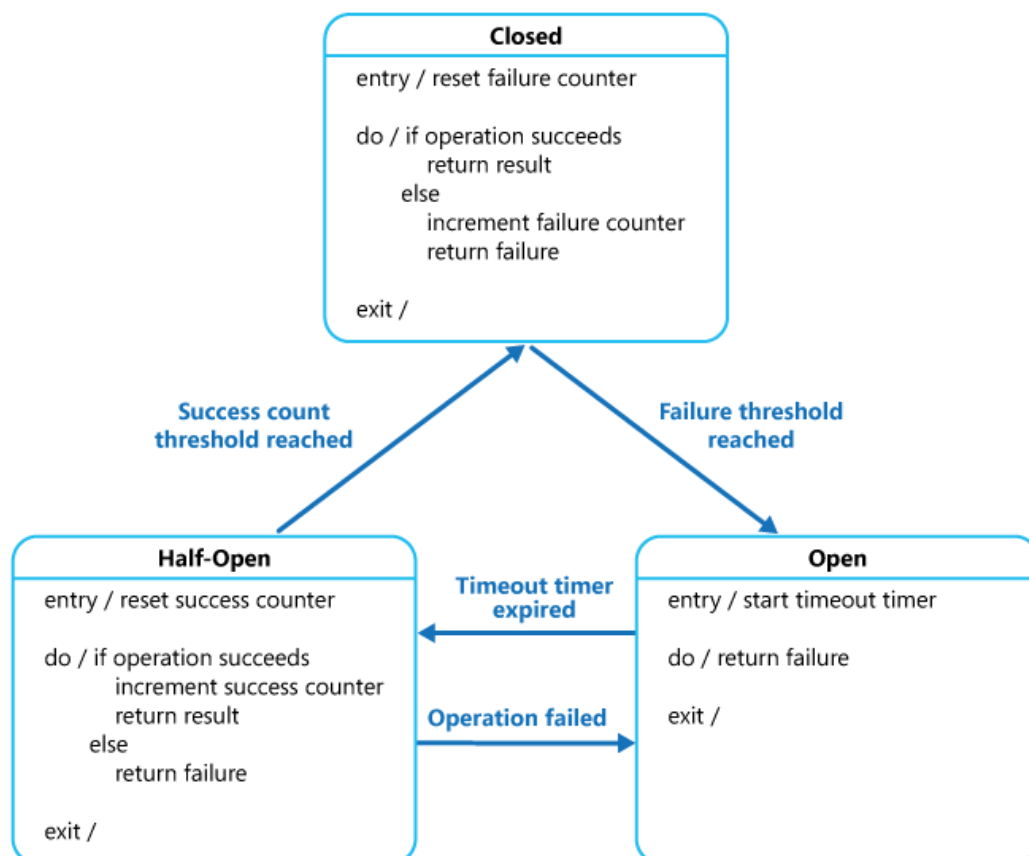 Closed
entry / reset failure counter
do / if operation succeeds
return result
else
increment failure counter
return failure
exit /
Success count
threshold reached
Failure threshold
reached
Half-Open
entry / reset success counter
do / if operation succeeds
increment success counter
return result
else
return failure
exit /
Timeout timer
expired
Operation failed
Open
entry / start timeout timer
do / return failure
exit /